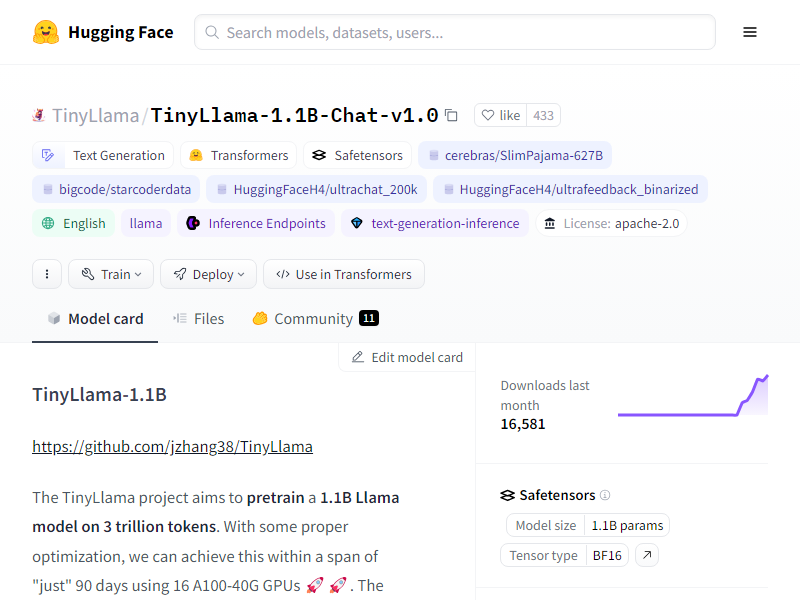 Hugging Face
Search models, datasets, users...
TinyLlama/TinyLlama-1.1B-Chat-v1.0
like 433
Text Generation Transformers Safetensors cerebras/SlimPajama-627B
bigcode/starcoderdata HuggingFaceH4/ultrachat_200k HuggingFaceH4/ultrafeedback_binarized
English llama Inference Endpoints text-generation-inference License: apache-2.0
Train Deploy </> Use in Transformers
Model card Files Community 11
Edit model card
TinyLlama-1.1B
https://github.com/jzhang38/TinyLlama
The TinyLlama project aims to pretrain a 1.1B Llama
model on 3 trillion tokens. With some proper
optimization, we can achieve this within a span of
"just" 90 days using 16 A100-40G GPUs 🚀🚀. The
Downloads last
month
16,581
Safetensors
Model size 1.1B params
Tensor type BF16